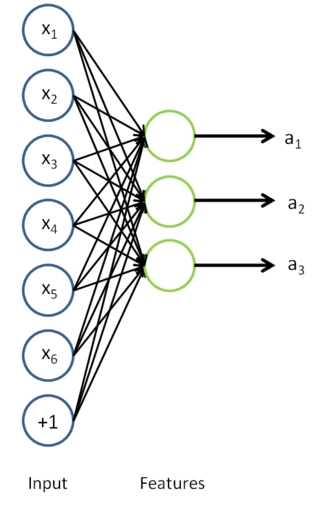 x₁
x₂
x₃
x₄
x₅
x₆
+1
a₁
a₂
a₃
Input
Features